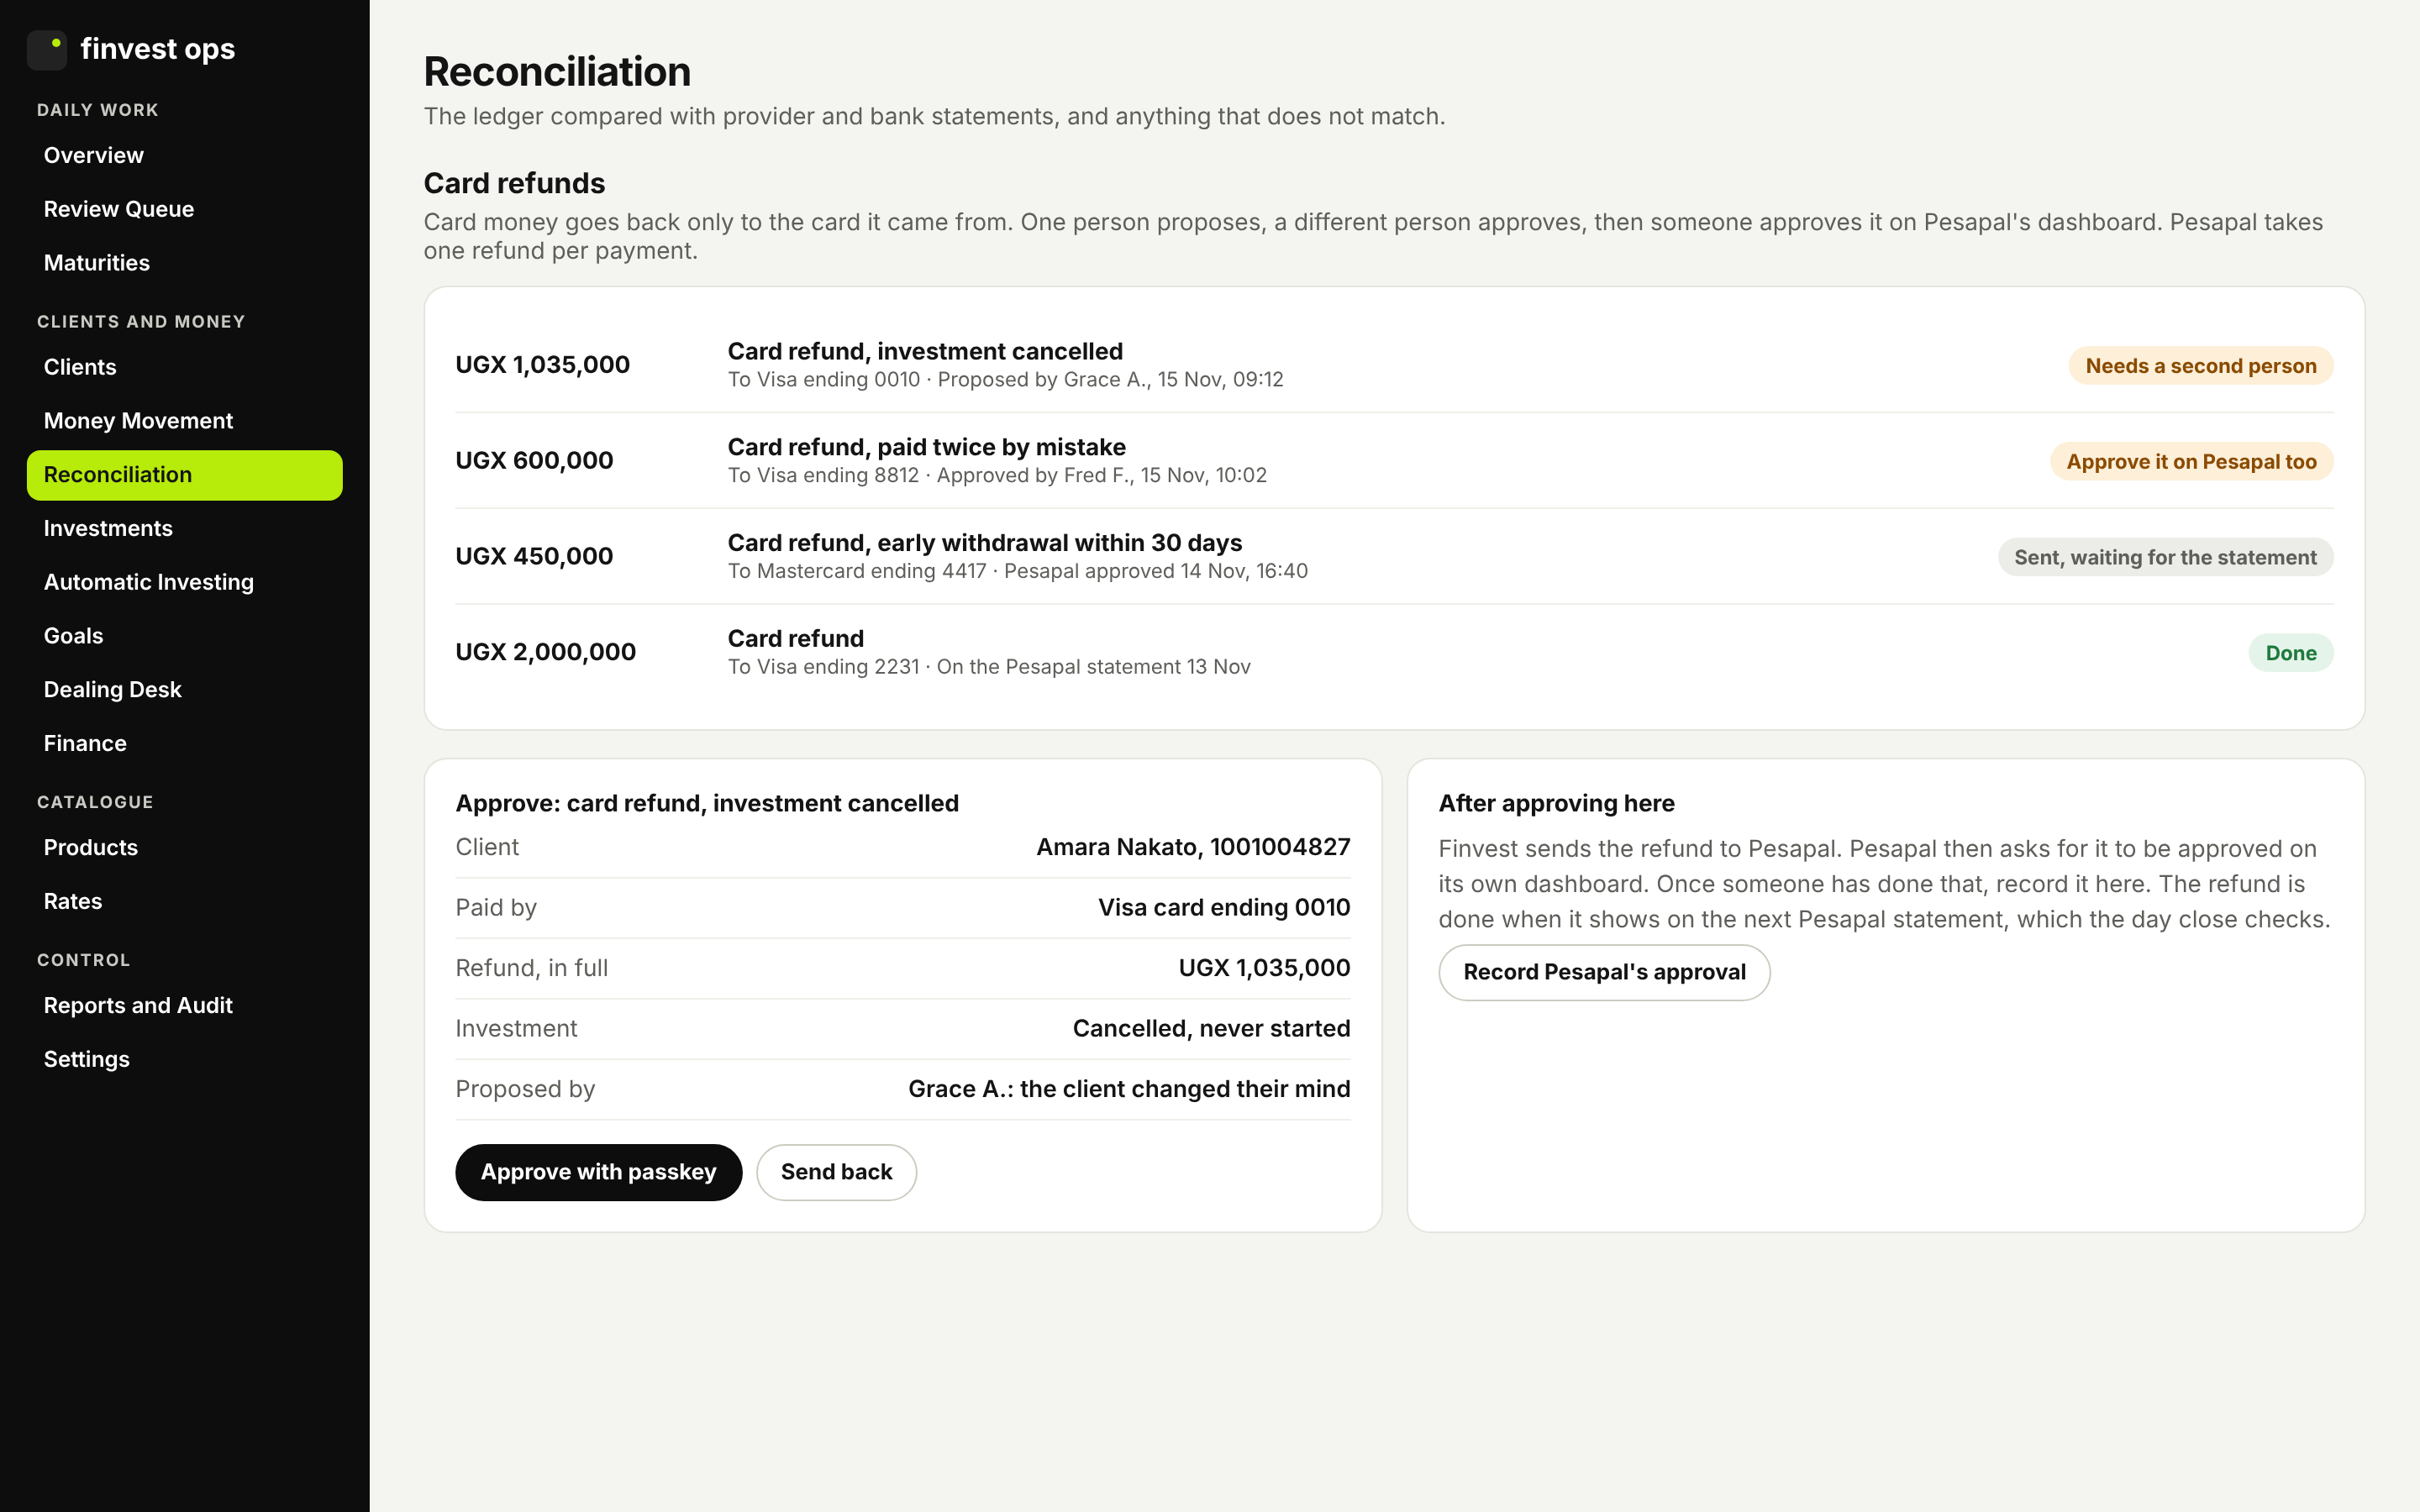 finvest ops
DAILY WORK
Overview
Review Queue
Maturities
CLIENTS AND MONEY
Clients
Money Movement
Reconciliation
Investments
Automatic Investing
Goals
Dealing Desk
Finance
CATALOGUE
Products
Rates
CONTROL
Reports and Audit
Settings
Reconciliation
The ledger compared with provider and bank statements, and anything that does not match.
Card refunds
Card money goes back only to the card it came from. One person proposes, a different person approves, then someone approves it on Pesapal's dashboard. Pesapal takes
one refund per payment.
UGX 1,035,000
Card refund, investment cancelled
To Visa ending 0010 · Proposed by Grace A., 15 Nov, 09:12
Needs a second person
UGX 600,000
Card refund, paid twice by mistake
To Visa ending 8812 · Approved by Fred F., 15 Nov, 10:02
Approve it on Pesapal too
UGX 450,000
Card refund, early withdrawal within 30 days
To Mastercard ending 4417 · Pesapal approved 14 Nov, 16:40
Sent, waiting for the statement
UGX 2,000,000
Card refund
To Visa ending 2231 · On the Pesapal statement 13 Nov
Done
Approve: card refund, investment cancelled
Client Amara Nakato, 1001004827
Paid by Visa card ending 0010
Refund, in full UGX 1,035,000
Investment Cancelled, never started
Proposed by Grace A.: the client changed their mind
Approve with passkey
Send back
After approving here
Finvest sends the refund to Pesapal. Pesapal then asks for it to be approved on
its own dashboard. Once someone has done that, record it here. The refund is
done when it shows on the next Pesapal statement, which the day close checks.
Record Pesapal's approval